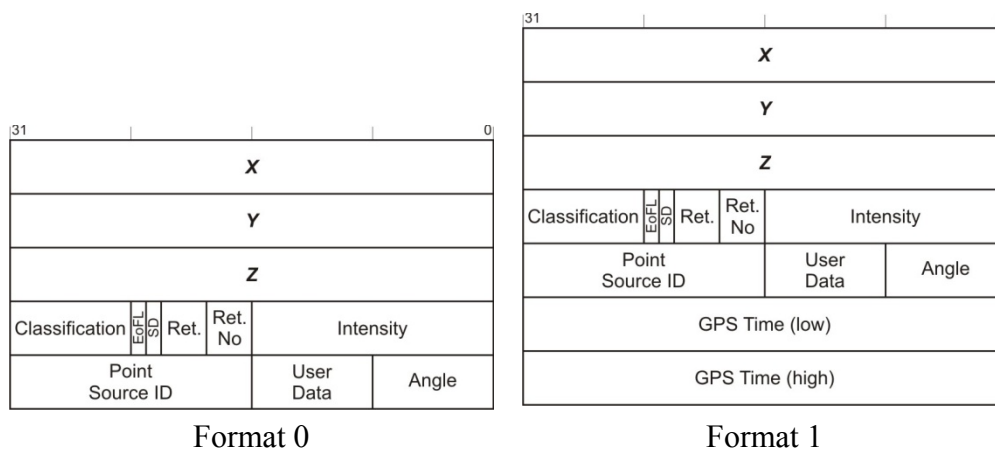 31 0
X
Y
Z
Classification EoFL SD Ret. Ret. No Intensity
Point Source ID User Data Angle
Format 0
31
X
Y
Z
Classification EoFL SD Ret. Ret. No Intensity
Point Source ID User Data Angle
GPS Time (low)
GPS Time (high)
Format 1